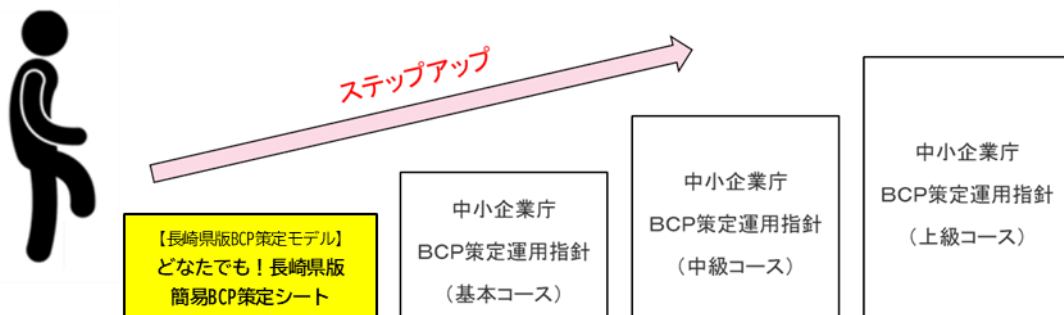 ステップアップ
【長崎県版BCP策定モデル】
どなたでも！長崎県版
簡易BCP策定シート
中小企業庁
BCP策定運用指針
（基本コース）
中小企業庁
BCP策定運用指針
（中級コース）
中小企業庁
BCP策定運用指針
（上級コース）